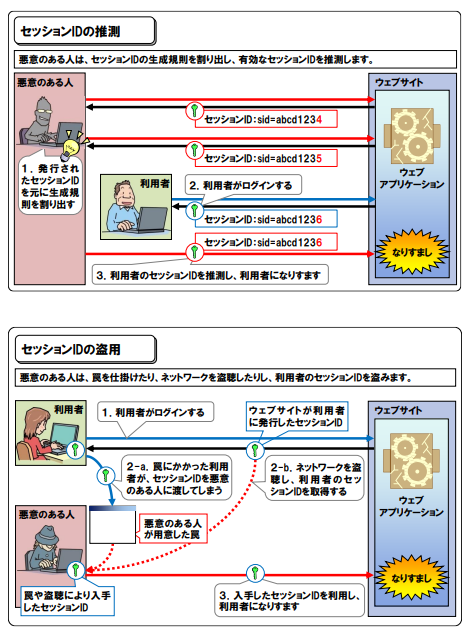 セッションIDの推測
悪意のある人は、セッションIDの生成規則を割り出し、有効なセッションIDを推測します。
悪意のある人
ウェブサイト
セッションID:sid=abcd1234
セッションID:sid=abcd1235
1. 発行され
たセッションID
を元に生成規
則を割り出す
ウェブ
アプリケーション
利用者
2. 利用者がログインする
セッションID:sid=abcd1236
セッションID:sid=abcd1236
なりすまし
3. 利用者のセッションIDを推測し、利用者になりすます
セッションIDの盗用
悪意のある人は、罠を仕掛けたり、ネットワークを盗聴したりし、利用者のセッションIDを盗みます。
利用者
1. 利用者がログインする
ウェブサイトが利用者
に発行したセッションID
ウェブサイト
2-a. 罠にかかった利用
者が、セッションIDを悪意
のある人に渡してしまう
2-b. ネットワークを盗
聴し、利用者のセッ
ションIDを取得する
ウェブ
アプリケーション
悪意のある人
悪意のある人
が用意した罠
罠や盗聴により入手
したセッションID
3. 入手したセッションIDを利用し、
利用者になりすます
なりすまし